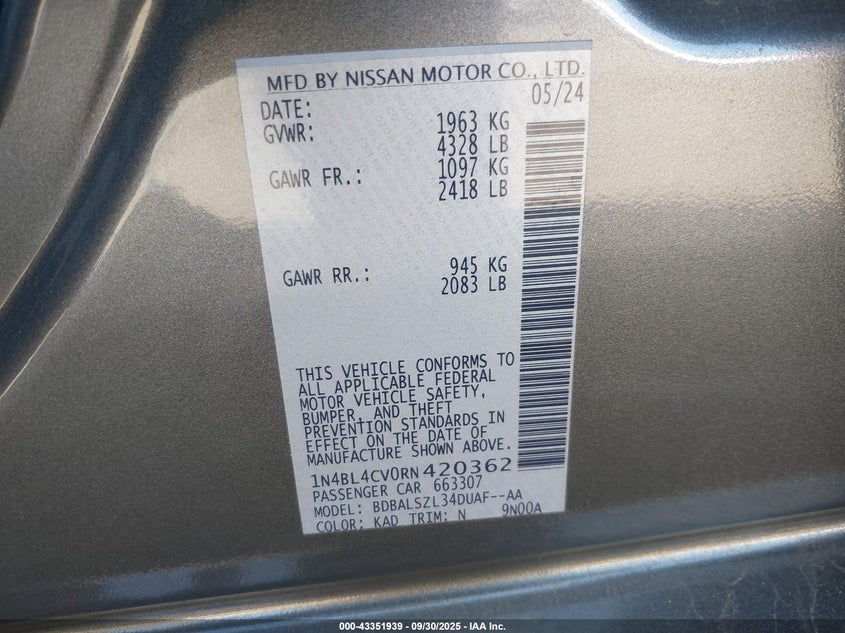 MFD BY NISSAN MOTOR CO., LTD.
DATE: 05/24
GVWR: 1963 KG
4328 LB
GAWR FR.: 1097 KG
2418 LB
GAWR RR.: 945 KG
2083 LB
THIS VEHICLE CONFORMS TO
ALL APPLICABLE FEDERAL
MOTOR VEHICLE SAFETY,
BUMPER, AND THEFT
PREVENTION STANDARDS IN
EFFECT ON THE DATE OF
MANUFACTURE SHOWN ABOVE.
1N4BL4CV0RN420362
PASSENGER CAR 663307
MODEL: BDBALSZL34DUAF--AA
COLOR: KAD TRIM: N 9N00A
000-43351939 - 09/30/2025 - IAA Inc.